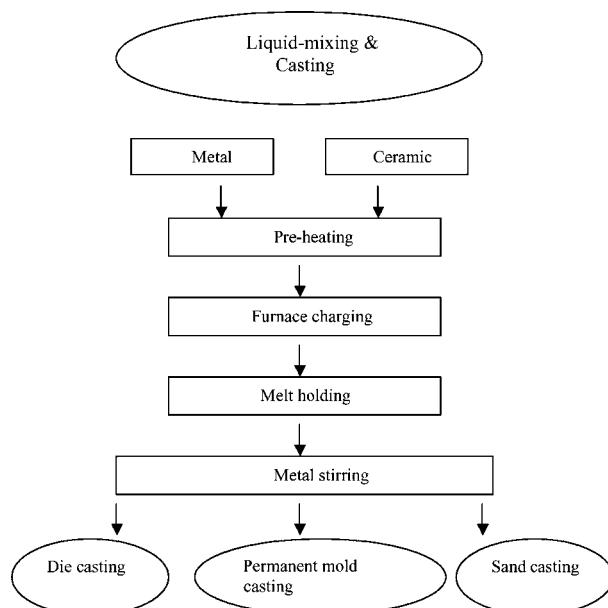 Liquid-mixing &
Casting
Metal
Ceramic
Pre-heating
Furnace charging
Melt holding
Metal stirring
Die casting
Permanent mold
casting
Sand casting